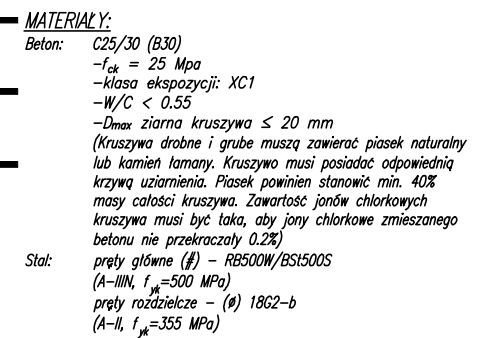 MATERIAŁY:
Beton: C25/30 (B30)
-fck = 25 Mpa
-klasa ekspozycji: XC1
-W/C < 0.55
-Dmax ziarna kruszywa ≤ 20 mm
(Kruszywa drobne i grube muszą zawierać piasek naturalny
lub kamień łamany. Kruszywo musi posiadać odpowiednią
krzywą uziarnienia. Piasek powinien stanowić min. 40%
masy całości kruszywa. Zawartość jonów chlorkowych
kruszywa musi być taka, aby jony chlorkowe zmieszanego
betonu nie przekraczały 0.2%)
Stal: pręty główne (#) - RB500W/BSt500S
(A-IIIN, fyk=500 MPa)
pręty rozdzielcze - (ø) 18G2-b
(A-II, fyk=355 MPa)